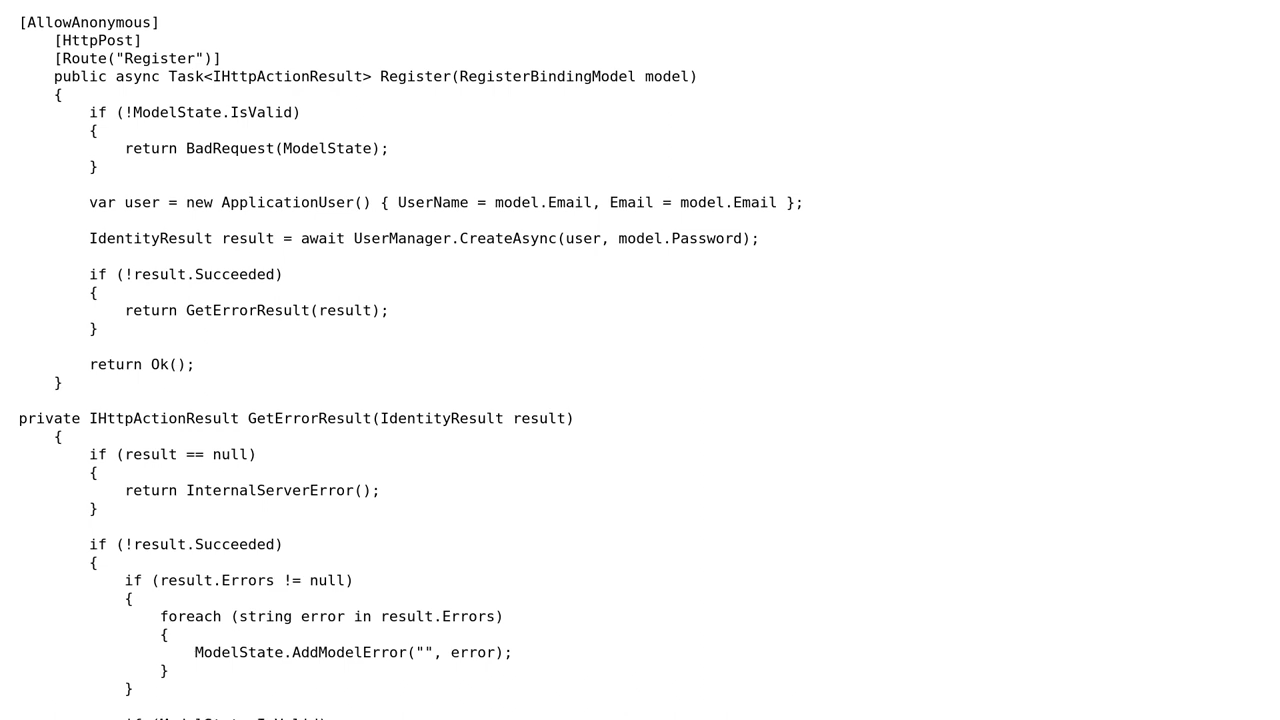 [AllowAnonymous]
    [HttpPost]
    [Route("Register")]
    public async Task<IHttpActionResult> Register(RegisterBindingModel model)
    {
        if (!ModelState.IsValid)
        {
            return BadRequest(ModelState);
        }

        var user = new ApplicationUser() { UserName = model.Email, Email = model.Email };

        IdentityResult result = await UserManager.CreateAsync(user, model.Password);

        if (!result.Succeeded)
        {
            return GetErrorResult(result);
        }

        return Ok();
    }

private IHttpActionResult GetErrorResult(IdentityResult result)
    {
        if (result == null)
        {
            return InternalServerError();
        }

        if (!result.Succeeded)
        {
            if (result.Errors != null)
            {
                foreach (string error in result.Errors)
                {
                    ModelState.AddModelError("", error);
                }
            }

            if (ModelState.IsValid)